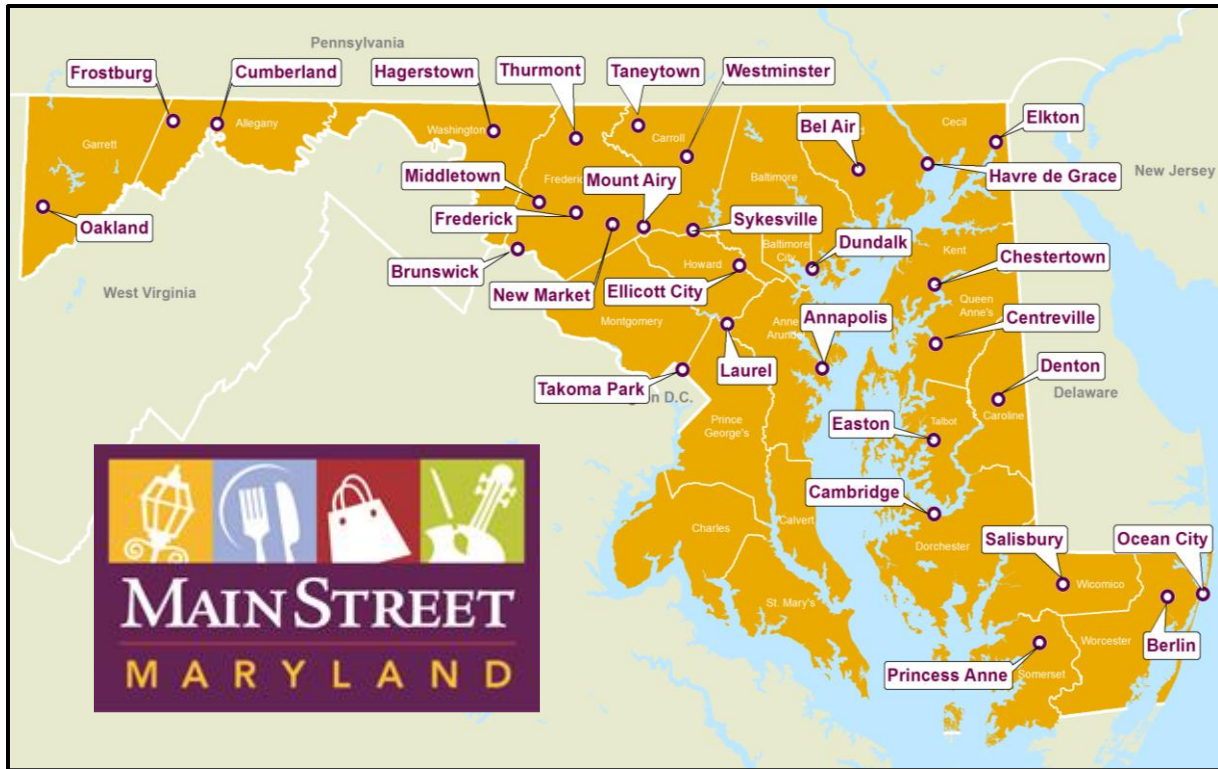 Pennsylvania
Frostburg
Cumberland
Hagerstown
Thurmont
Taneytown
Westminster
Garrett
Allegany
Washington
Carroll
Bel Air
Cecil
Elkton
Havre de Grace
New Jersey
Middletown
Frederic
Mount Airy
Baltimore
Oakland
Frederick
Sykesville
Brunswick
New Market
Howard
Ellicott City
Baltimore
City
Dundalk
Kent
Chestertown
West Virginia
Montgomery
Queen
Anne's
Anne
Arundel
Annapolis
Centreville
Laurel
Takoma Park
D.C.
Denton
Delaware
Caroline
Prince
George's
Easton
Talbot
Cambridge
Charles
Calvert
Dorchester
Salisbury
Ocean City
Wicomico
St. Mary's
Worcester
Berlin
Princess Anne
Somerset
MAIN STREET
MARYLAND